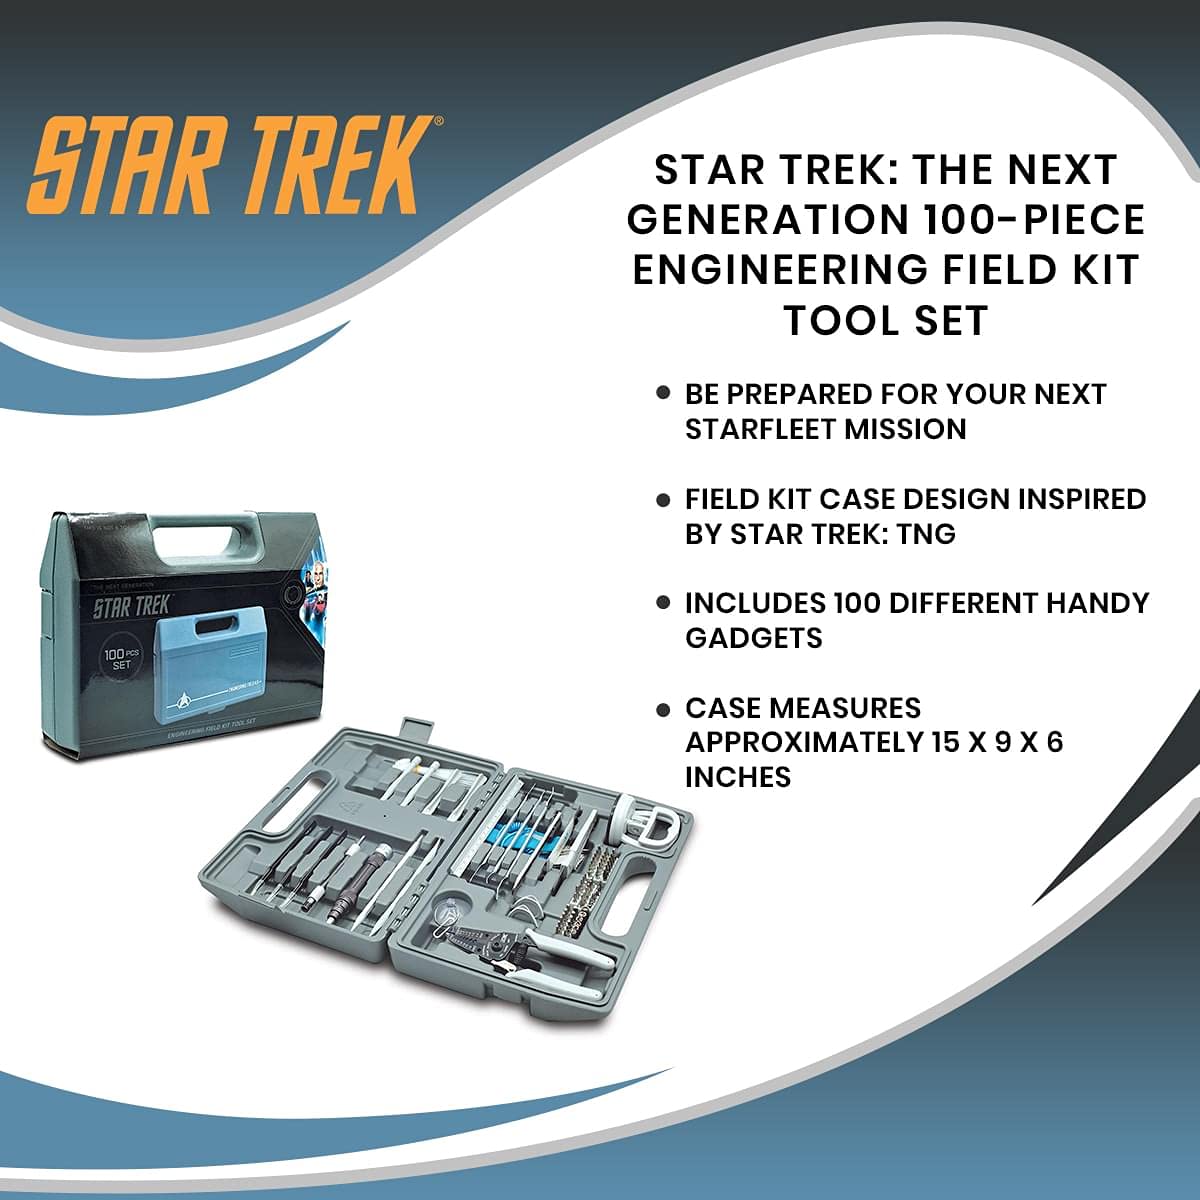 STAR TREK®
STAR TREK: THE NEXT
GENERATION 100-PIECE
ENGINEERING FIELD KIT
TOOL SET
• BE PREPARED FOR YOUR NEXT
STARFLEET MISSION
• FIELD KIT CASE DESIGN INSPIRED
BY STAR TREK: TNG
• INCLUDES 100 DIFFERENT HANDY
GADGETS
• CASE MEASURES
APPROXIMATELY 15 X 9 X 6
INCHES
THE NEXT GENERATION
STAR TREK
100 PCS
SET
ENGINEERING FIELD KIT TOOL SET